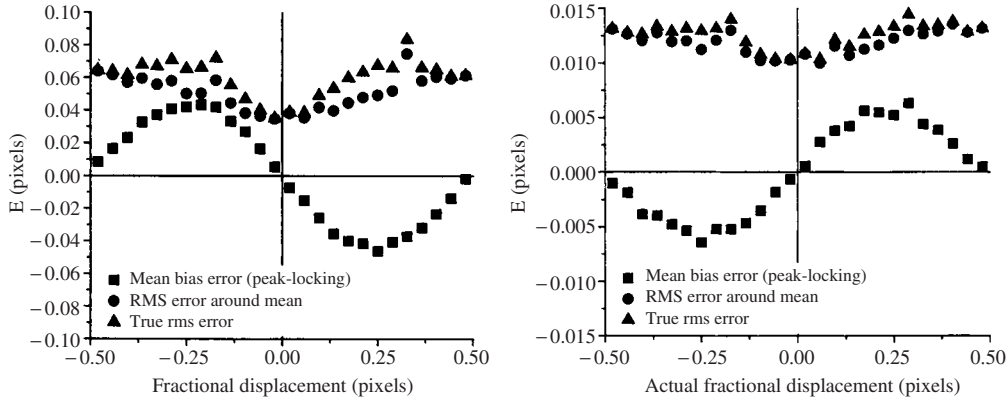 0.10
0.08
0.06
0.04
0.02
0.00
−0.02
−0.04
−0.06
−0.08
−0.10
E (pixels)
Mean bias error (peak-locking)
RMS error around mean
True rms error
−0.50 −0.25 0.00 0.25 0.50
Fractional displacement (pixels)
0.015
0.010
0.005
0.000
−0.005
−0.010
−0.015
E (pixels)
Mean bias error (peak-locking)
RMS error around mean
True rms error
−0.50 −0.25 0.00 0.25 0.50
Actual fractional displacement (pixels)